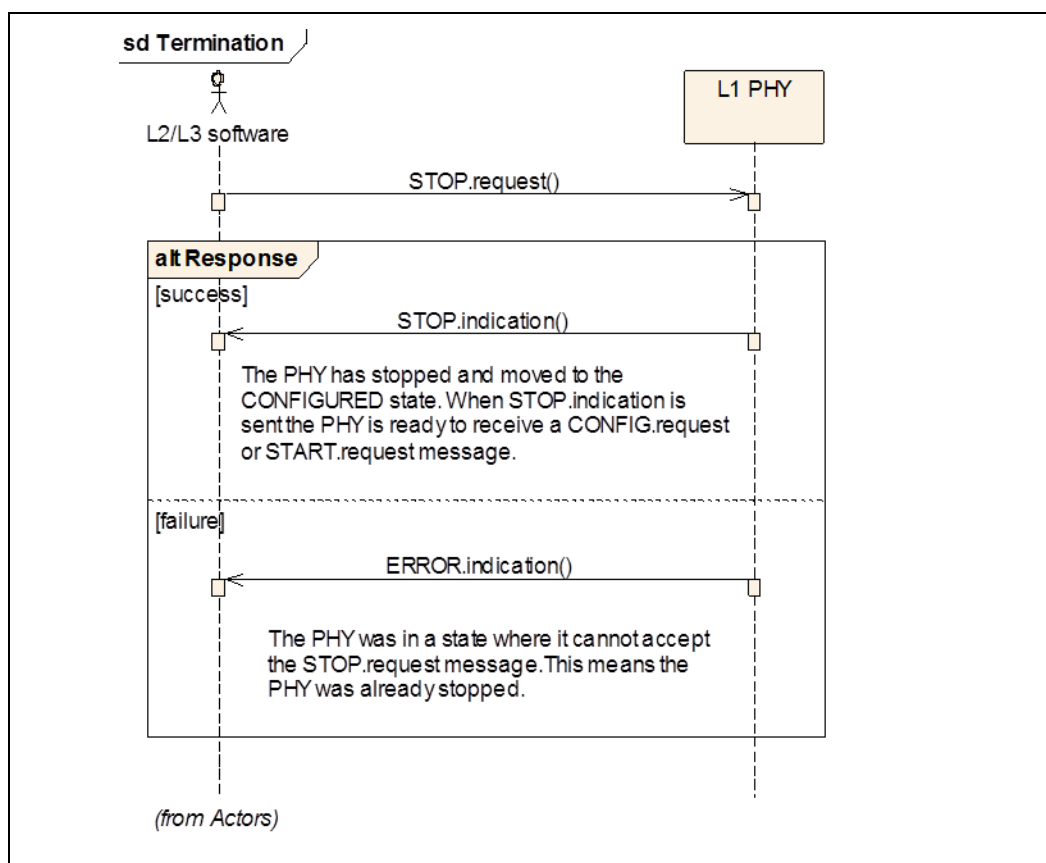 sd Termination
L1 PHY
L2/L3 software
STOP.request()
alt Response
[success]
STOP.indication()
The PHY has stopped and moved to the
CONFIGURED state. When STOP.indication is
sent the PHY is ready to receive a CONFIG.request
or START.request message.
[failure]
ERROR.indication()
The PHY was in a state where it cannot accept
the STOP.request message.This means the
PHY was already stopped.
(from Actors)